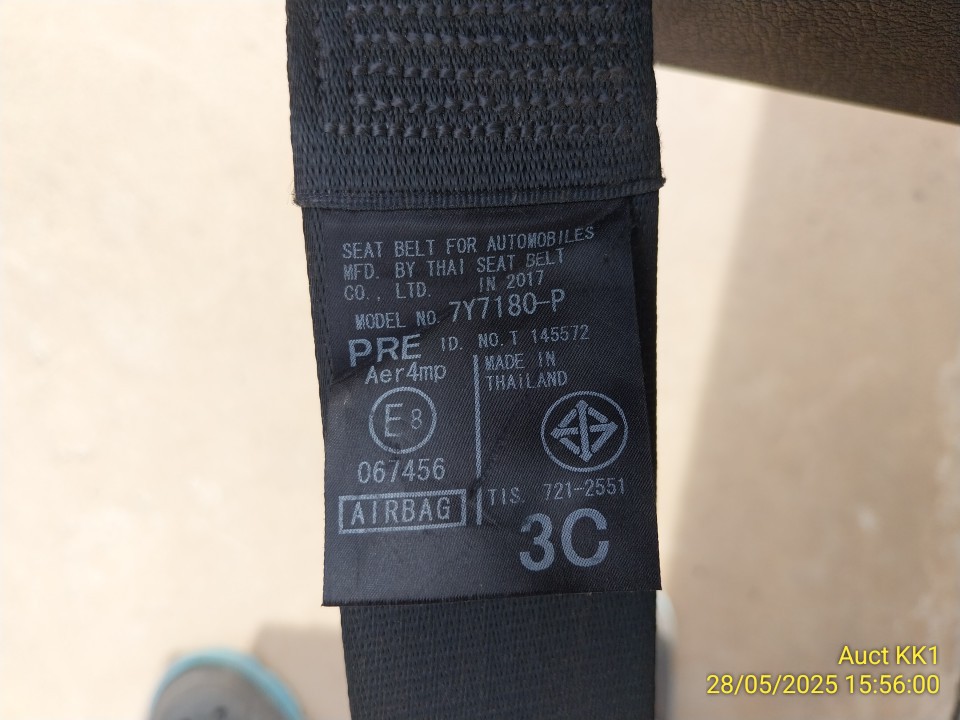 SEAT BELT FOR AUTOMOBILES
MFD. BY THAI SEAT BELT
CO., LTD. IN 2017
MODEL NO. 7Y7180-P
PRE ID. NO. T 145572
Aer4mp
MADE IN
THAILAND
E8
067456
AIRBAG
TIS. 721-2551
3C
Auct KK1
28/05/2025 15:56:00